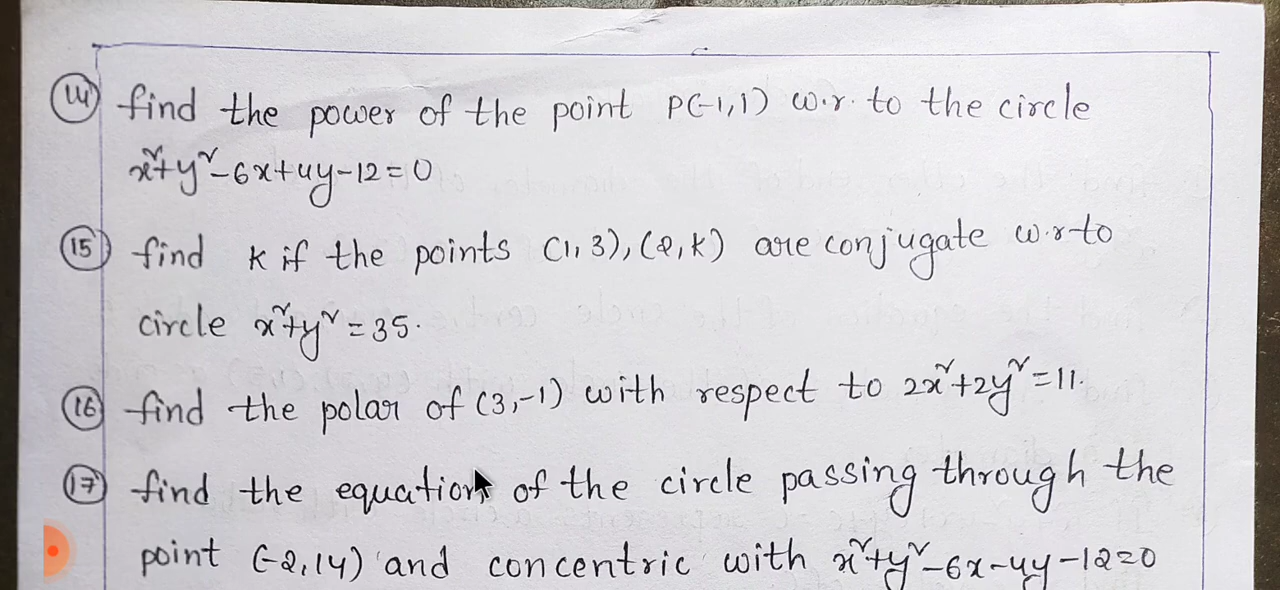 (14) find the power of the point P(-1,1) w.r. to the circle
x²+y²-6x+4y-12=0
(15) find k if the points (1,3),(2,k) are conjugate w.r to
circle x²+y²=35.
(16) find the polar of (3,-1) with respect to 2x²+2y²=11.
(17) find the equation of the circle passing through the
point (-2,14) and concentric with x²+y²-6x-4y-12=0